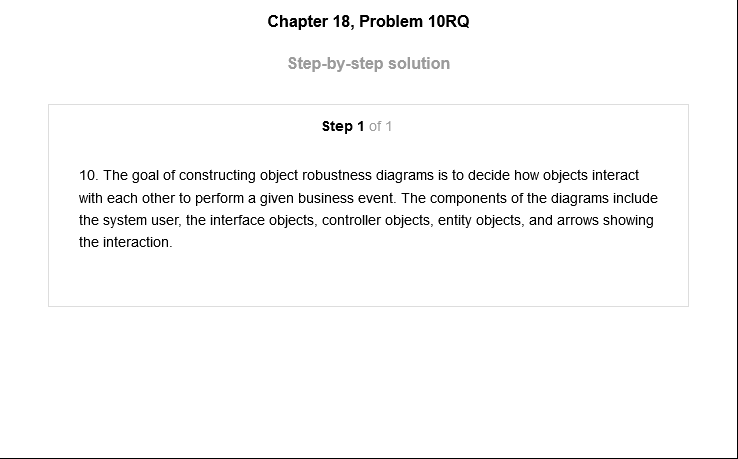 Chapter 18, Problem 10RQ
Step-by-step solution
Step 1 of 1
10. The goal of constructing object robustness diagrams is to decide how objects interact
with each other to perform a given business event. The components of the diagrams include
the system user, the interface objects, controller objects, entity objects, and arrows showing
the interaction.